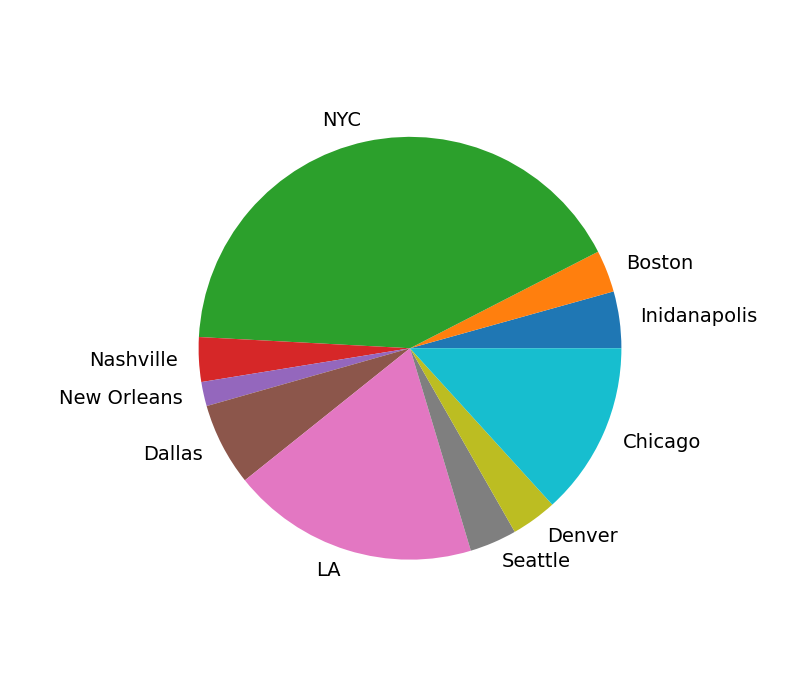 NYC
Boston
Inidanapolis
Nashville
New Orleans
Chicago
Dallas
Denver
Seattle
LA